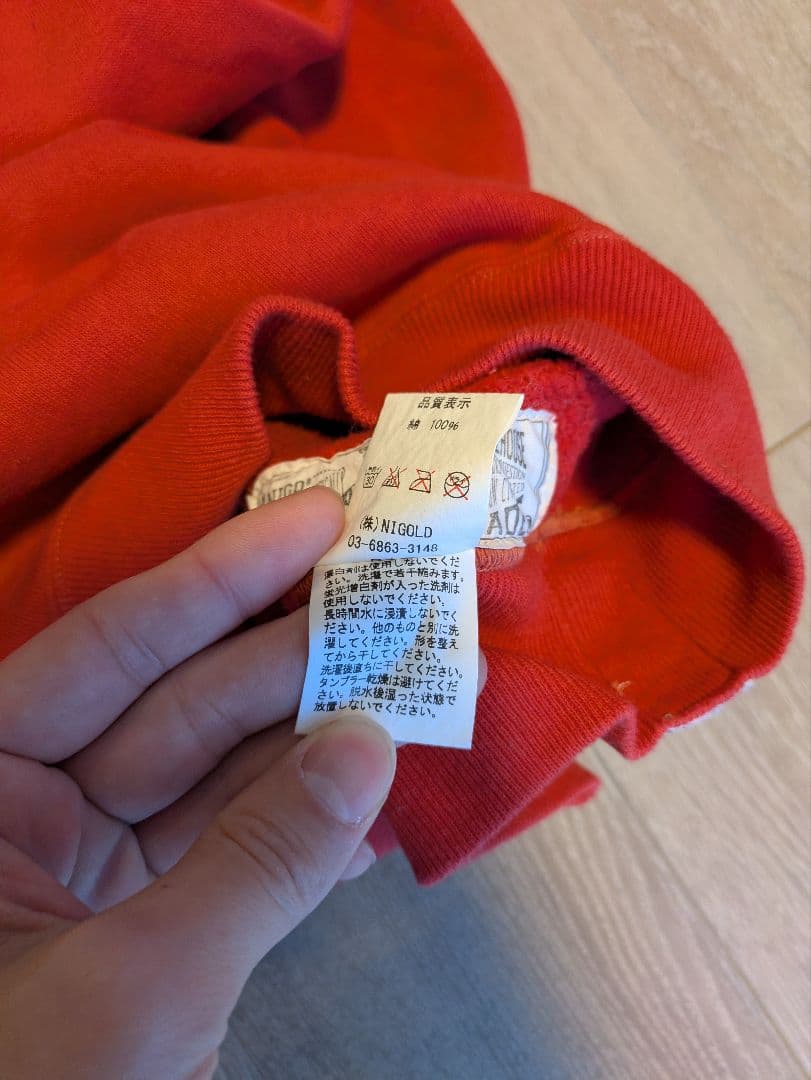 品質表示
綿 100%
30
(株)NIGOLD
03-6863-3148
漂白剤は使用しないでくだ
さい。洗濯で若干縮みます。
蛍光増白剤が入った洗剤は
使用しないでください。
長時間水に浸漬しないでく
ださい。他のものと別に洗
濯してください。形を整え
てから干してください。
洗濯後直ちに干してください。
タンブラー乾燥は避けてくだ
さい。脱水後湿った状態で
放置しないでください。